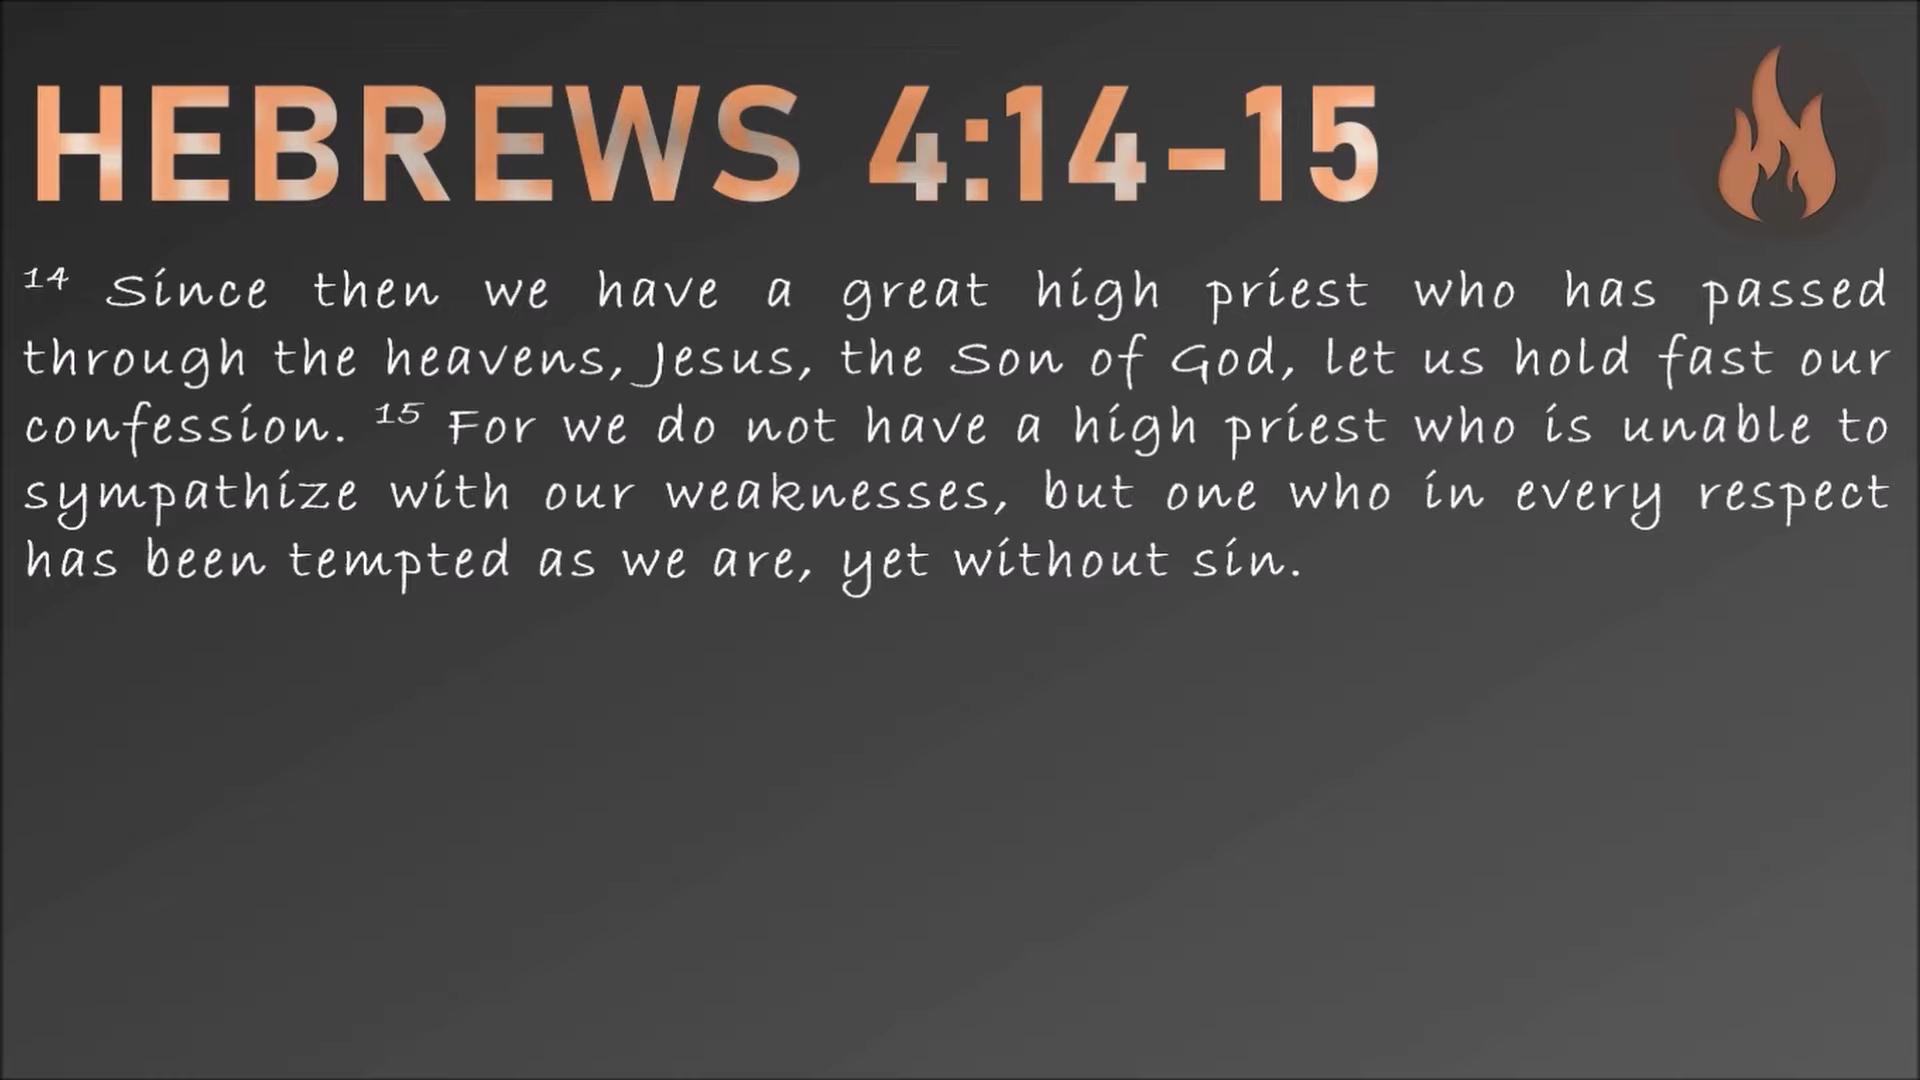 HEBREWS 4:14-15
14 Since then we have a great high priest who has passed
through the heavens, Jesus, the Son of God, let us hold fast our
confession. 15 For we do not have a high priest who is unable to
sympathize with our weaknesses, but one who in every respect
has been tempted as we are, yet without sin.